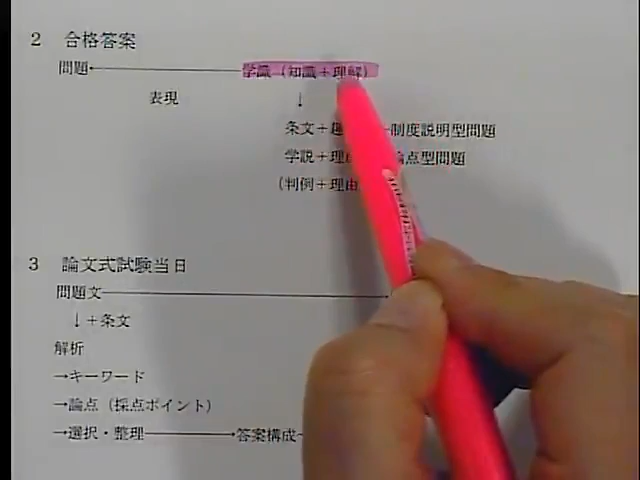 2 合格答案
問題←学識（知識＋理解）
表現 ↓
条文＋ 制度説明型問題
学説＋理由 点型問題
（判例＋理由
3 論文式試験当日
問題文
↓＋条文
解析
→キーワード
→論点（採点ポイント）
→選択・整理→答案構成